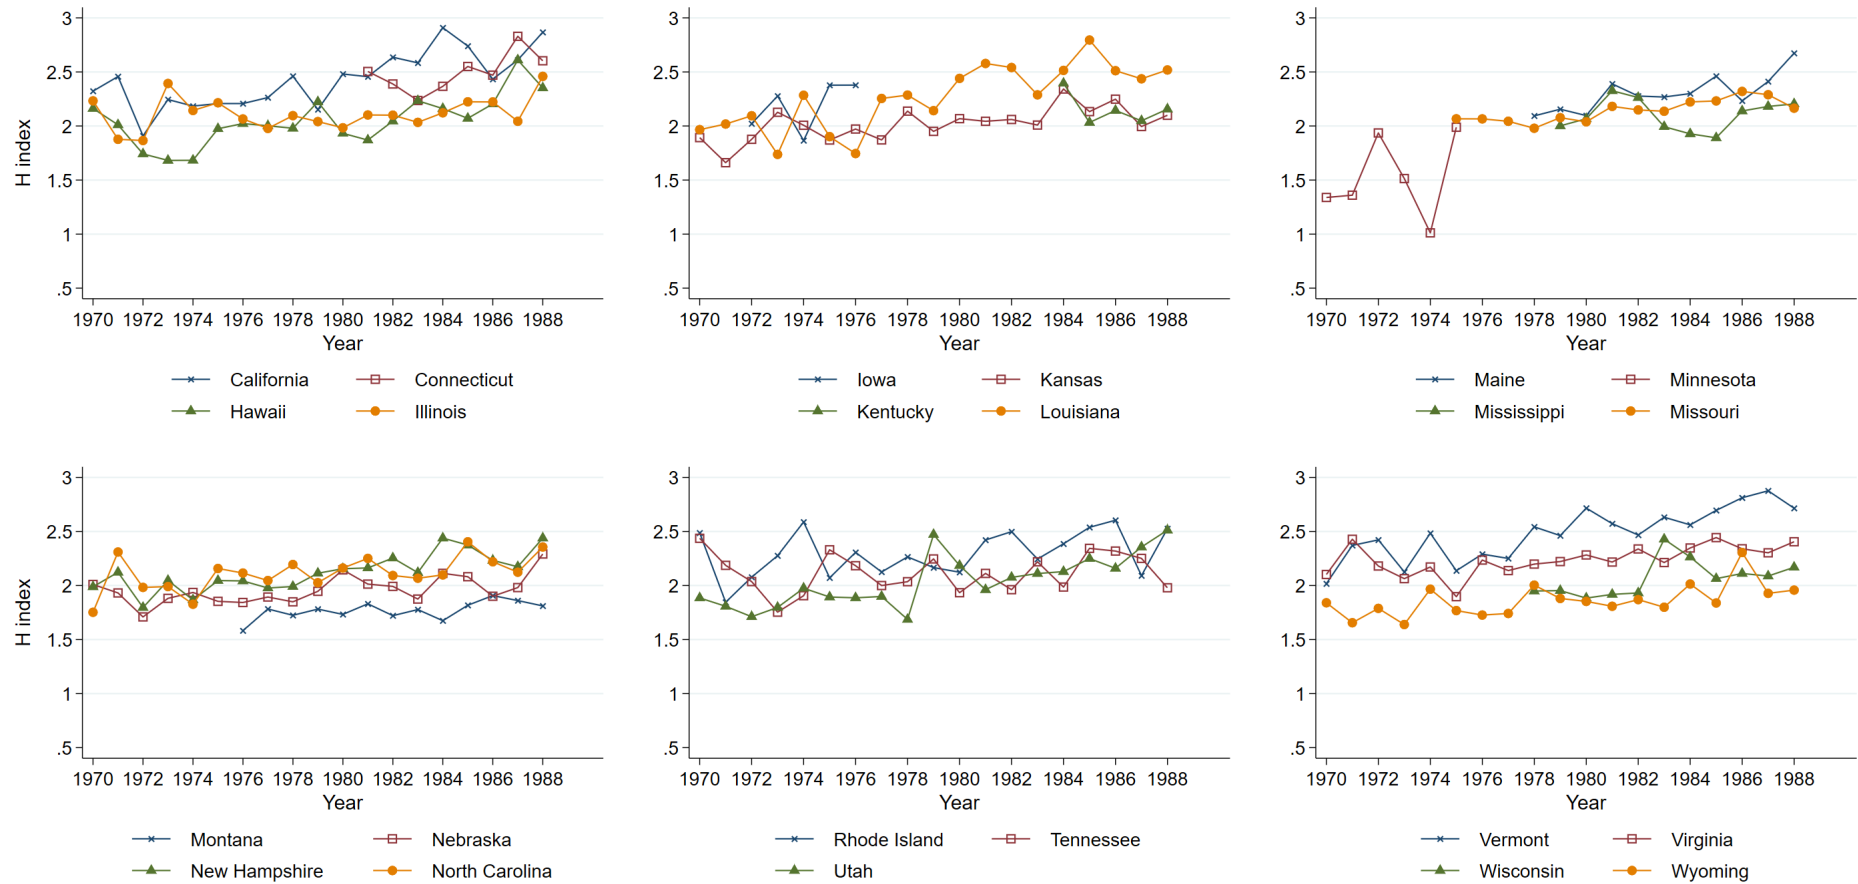 3
2.5
2
1.5
1
.5
H index
1970 1972 1974 1976 1978 1980 1982 1984 1986 1988
Year
California Connecticut
Hawaii Illinois
3
2.5
2
1.5
1
.5
1970 1972 1974 1976 1978 1980 1982 1984 1986 1988
Year
Iowa Kansas
Kentucky Louisiana
3
2.5
2
1.5
1
.5
1970 1972 1974 1976 1978 1980 1982 1984 1986 1988
Year
Maine Minnesota
Mississippi Missouri
3
2.5
2
1.5
1
.5
H index
1970 1972 1974 1976 1978 1980 1982 1984 1986 1988
Year
Montana Nebraska
New Hampshire North Carolina
3
2.5
2
1.5
1
.5
1970 1972 1974 1976 1978 1980 1982 1984 1986 1988
Year
Rhode Island Tennessee
Utah
3
2.5
2
1.5
1
.5
1970 1972 1974 1976 1978 1980 1982 1984 1986 1988
Year
Vermont Virginia
Wisconsin Wyoming